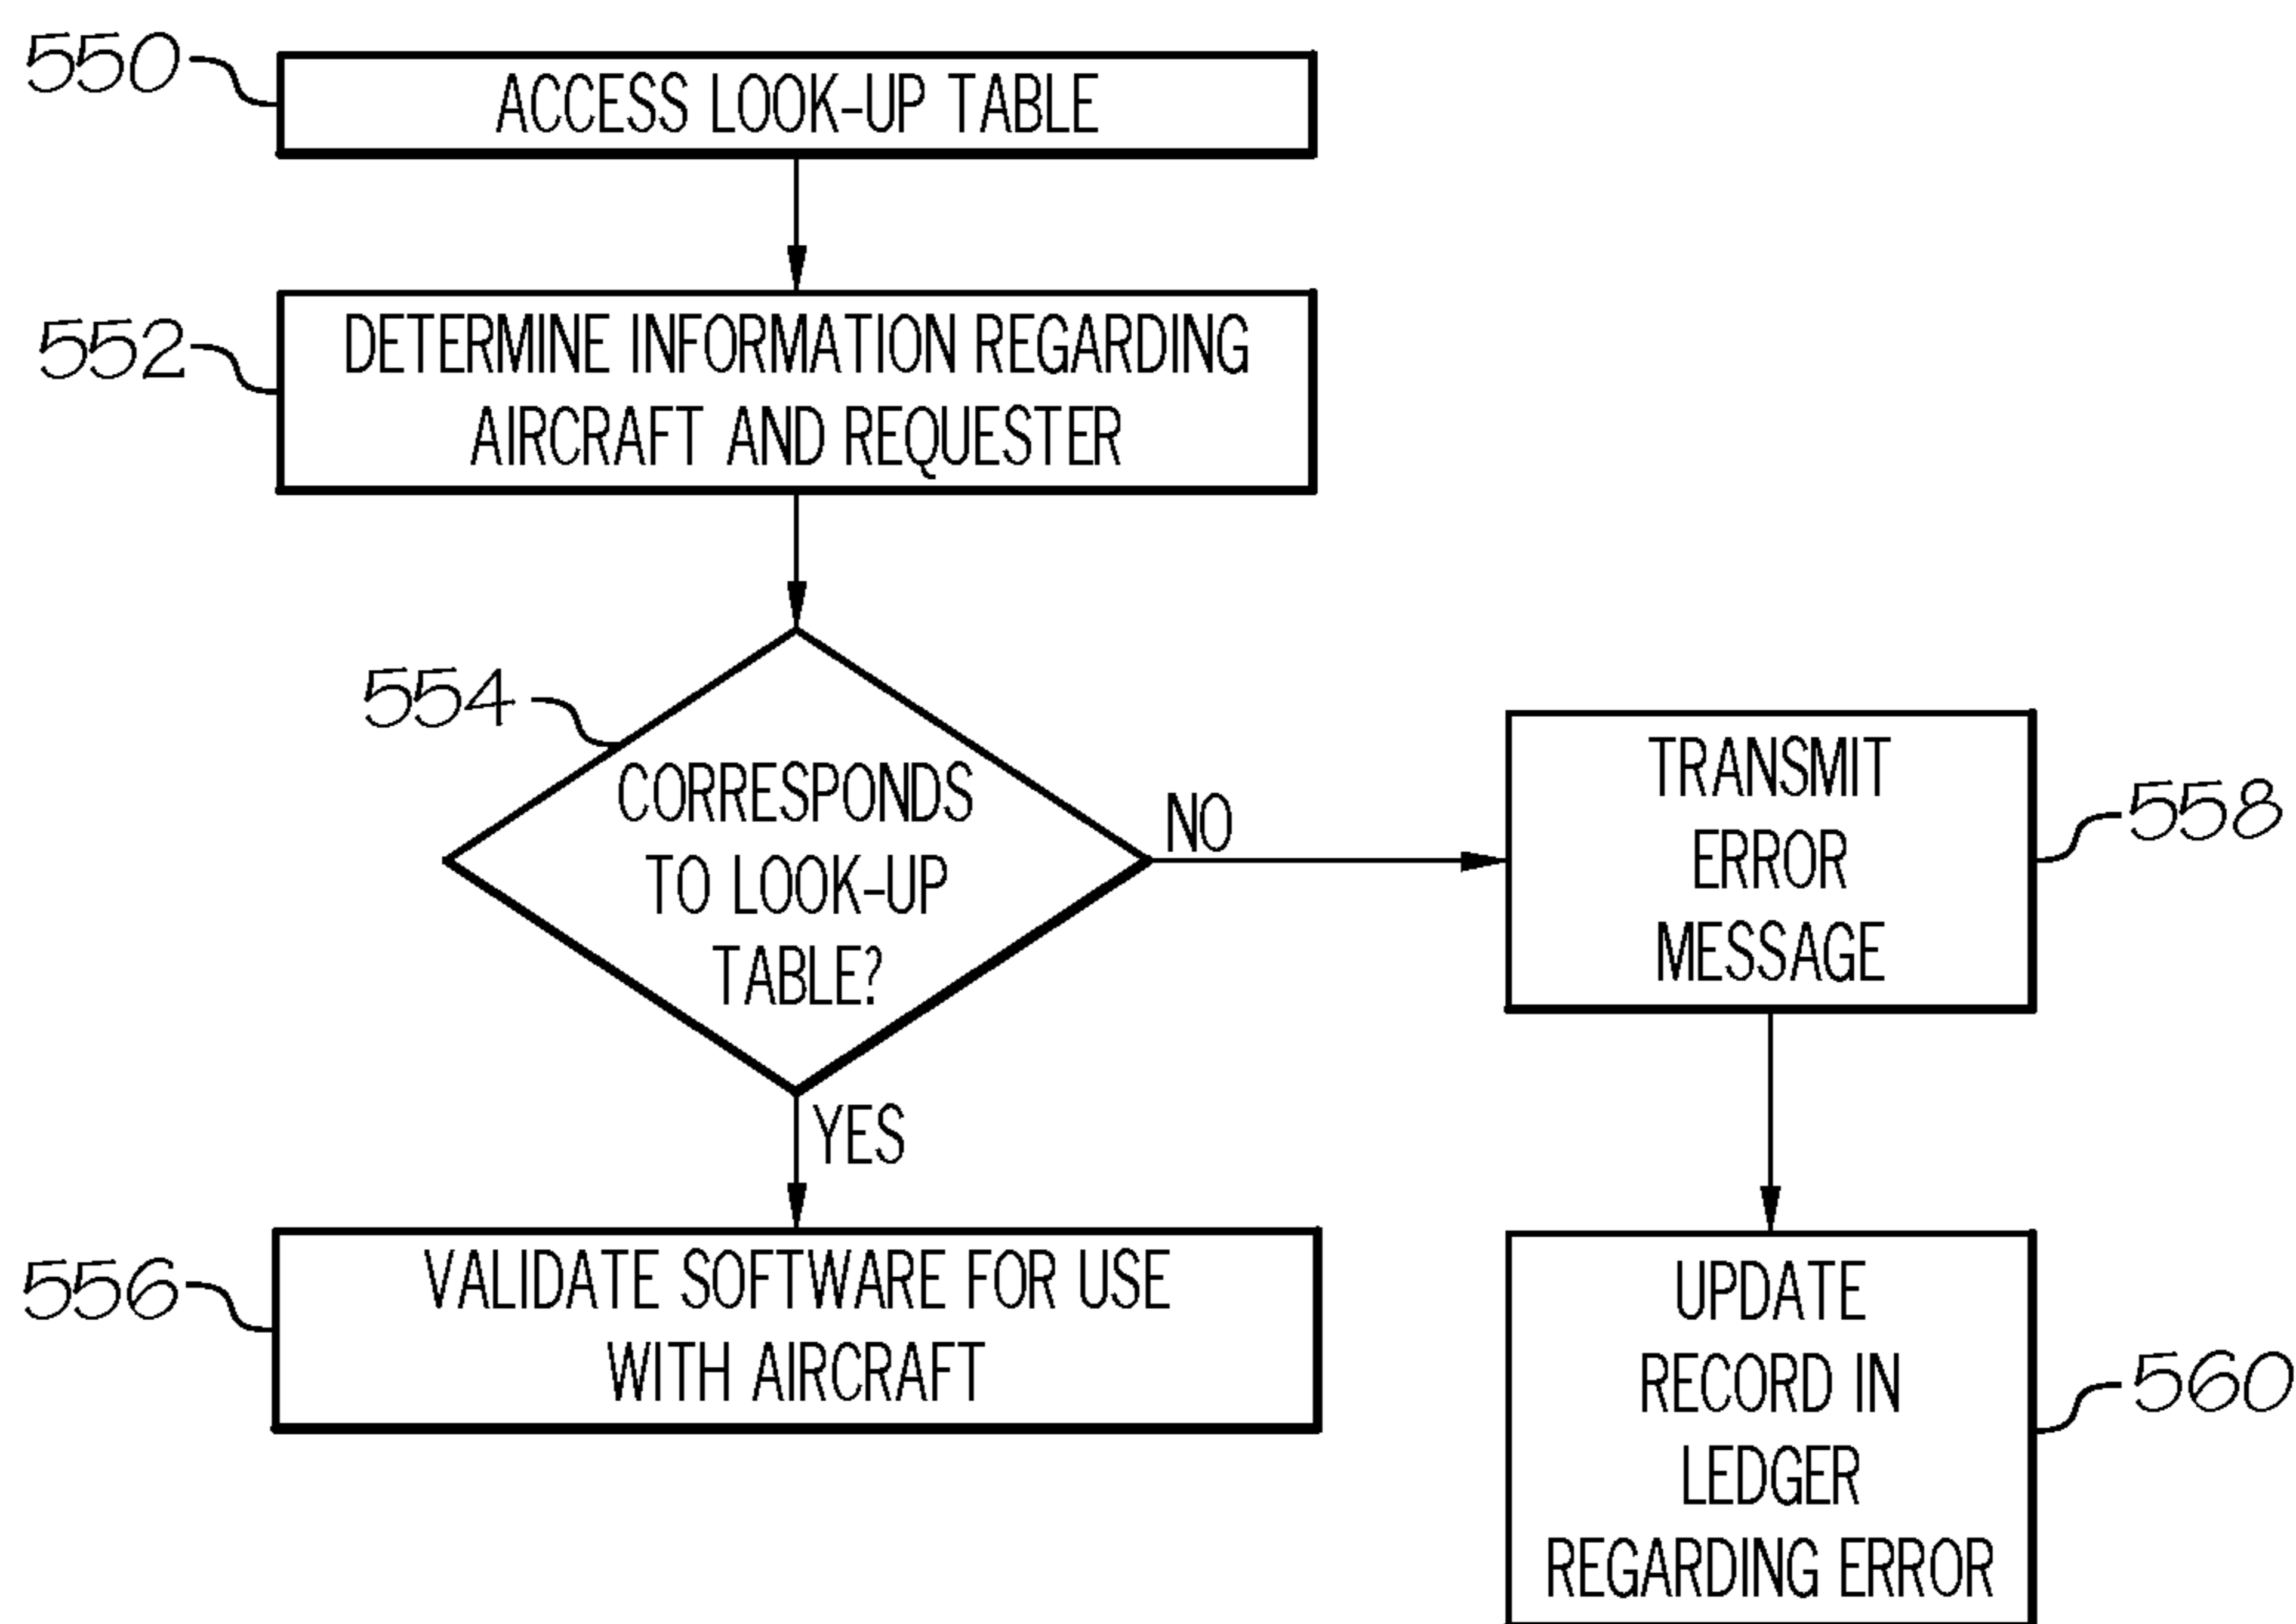 550
ACCESS LOOK-UP TABLE
552
DETERMINE INFORMATION REGARDING
AIRCRAFT AND REQUESTER
554
CORRESPONDS
TO LOOK-UP
TABLE?
NO
TRANSMIT
ERROR
MESSAGE
558
YES
556
VALIDATE SOFTWARE FOR USE
WITH AIRCRAFT
UPDATE
RECORD IN
LEDGER
REGARDING ERROR
560